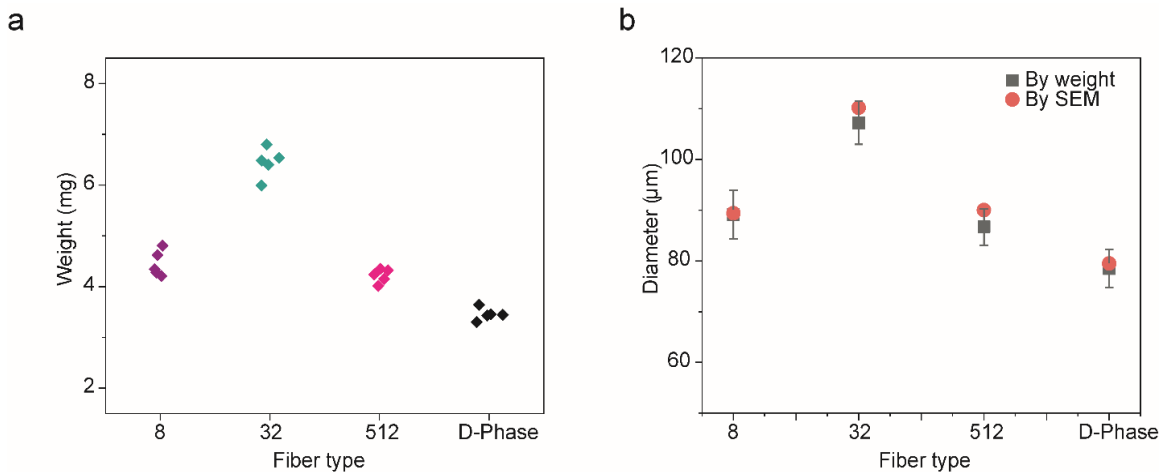 a
8
6
4
2
Weight (mg)
8 32 512 D-Phase
Fiber type
b
120
100
80
60
Diameter (µm)
By weight
By SEM
8 32 512 D-Phase
Fiber type